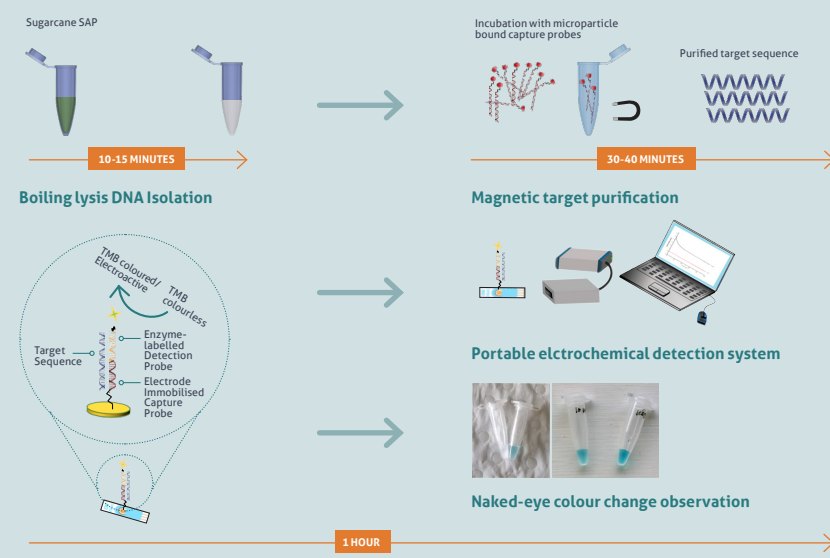 Sugarcane SAP
Incubation with microparticle
bound capture probes
Purified target sequence
10-15 MINUTES
30-40 MINUTES
Boiling lysis DNA Isolation
Magnetic target purification
TMB coloured/
Electroactive
TMB
colourless
Target
Sequence
Enzyme-
labelled
Detection
Probe
Electrode
Immobilised
Capture
Probe
Portable elctrochemical detection system
Naked-eye colour change observation
1 HOUR